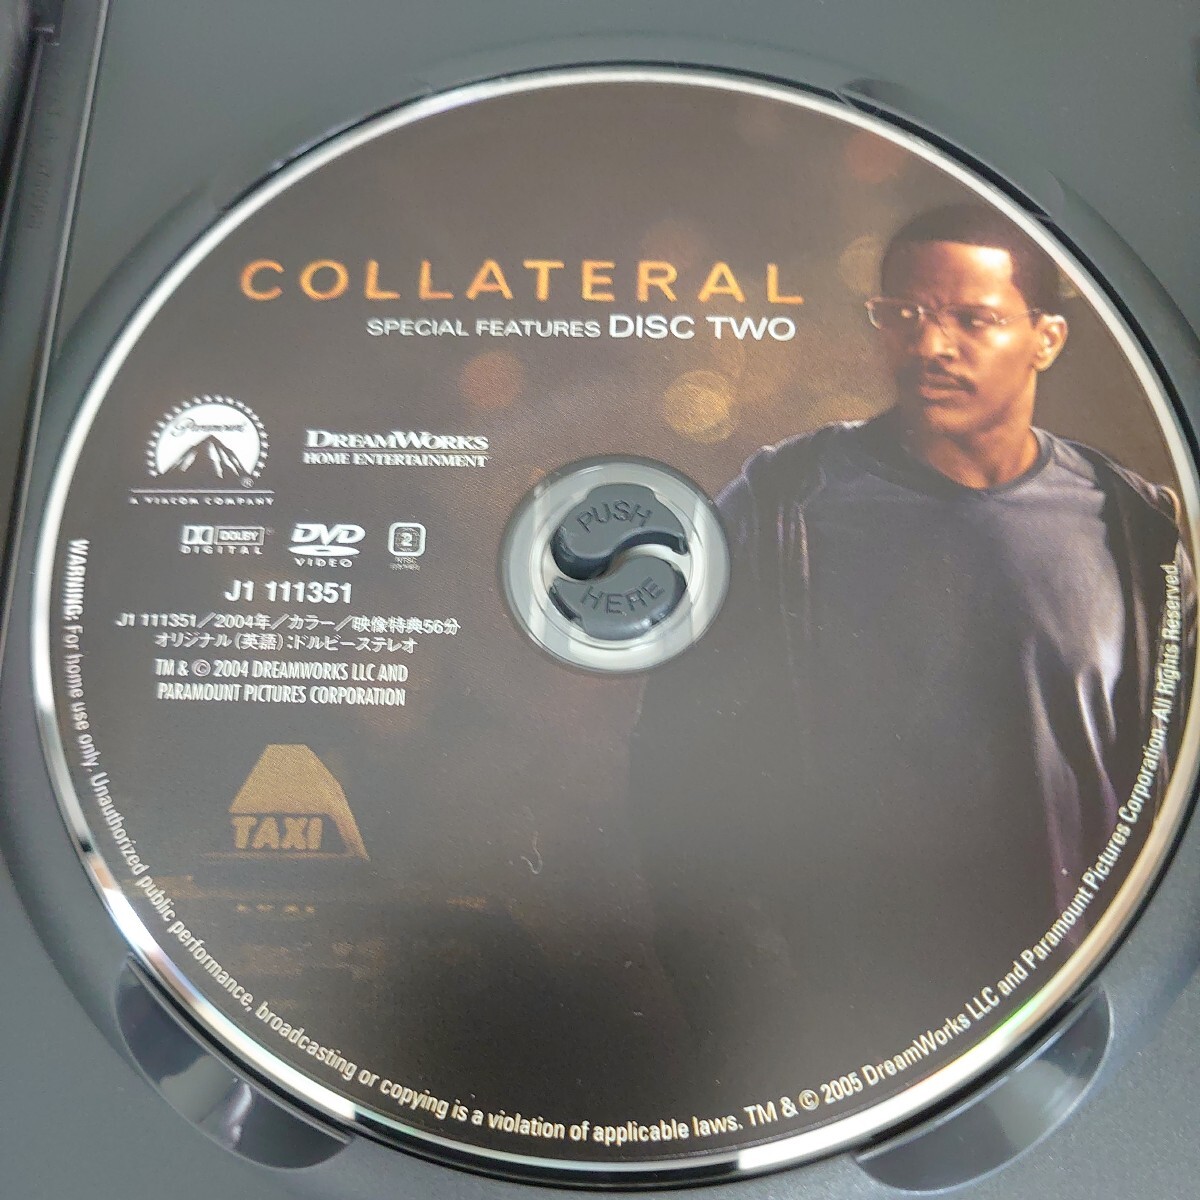 COLLATERAL
SPECIAL FEATURES DISC TWO
Paramount
®
A VIACOM COMPANY
DREAMWORKS
HOME ENTERTAINMENT
PUSH
HERE
DOLBY
DIGITAL
DVD
VIDEO
2
NTSC
J1 111351
J1 111351／2004年／カラー／映像特典56分
オリジナル(英語):ドルビーステレオ
TM & © 2004 DREAMWORKS LLC AND
PARAMOUNT PICTURES CORPORATION
TAXI
WARNING: For home use only. Unauthorized public performance, broadcasting or copying is a violation of applicable laws. TM & © 2005 DreamWorks LLC and Paramount Pictures Corporation. All Rights Reserved.